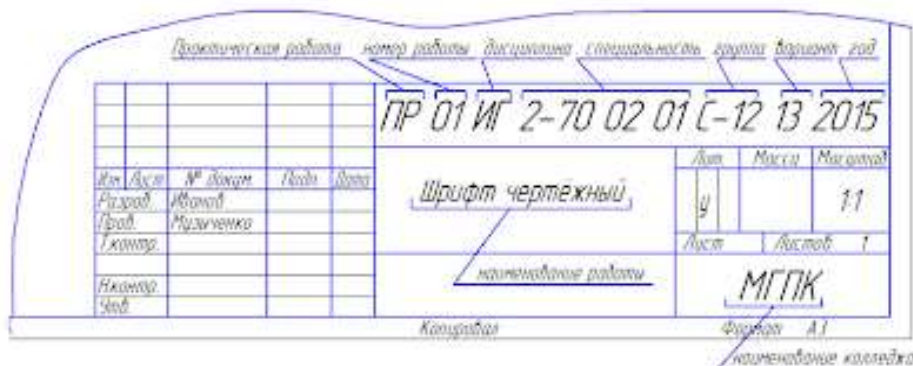 Практическая работа номер работы дисциплина специальность группа вариант год
ПР 01 ИГ 2-70 02 01 С-12 13 2015
Лит. Масса Масштаб
Изм Лист № докум. Подп. Дата
Шрифт чертёжный
Разраб. Иванов
у 1:1
Пров. Музыченко
Т.контр.
Лист Листов 1
наименование работы
Н.контр.
МГПК
Утв.
Копировал Формат А3
наименование колледжа